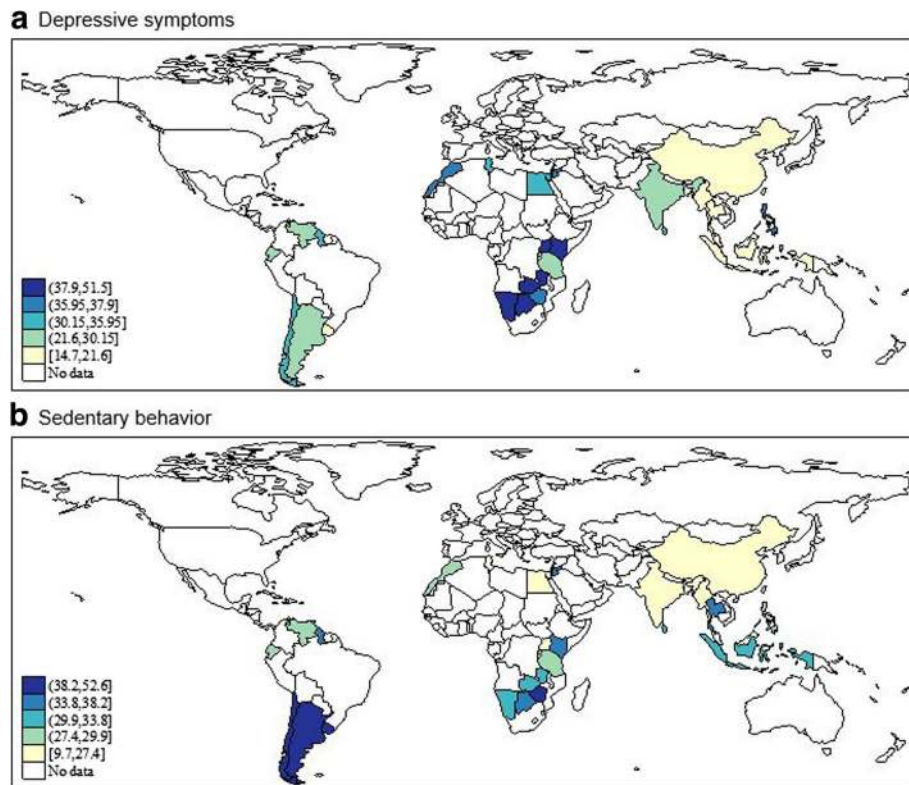 a Depressive symptoms
(37.9,51.5]
(35.95,37.9]
(30.15,35.95]
(21.6,30.15]
[14.7,21.6]
No data
b Sedentary behavior
(38.2,52.6]
(33.8,38.2]
(29.9,33.8]
(27.4,29.9]
[9.7,27.4]
No data